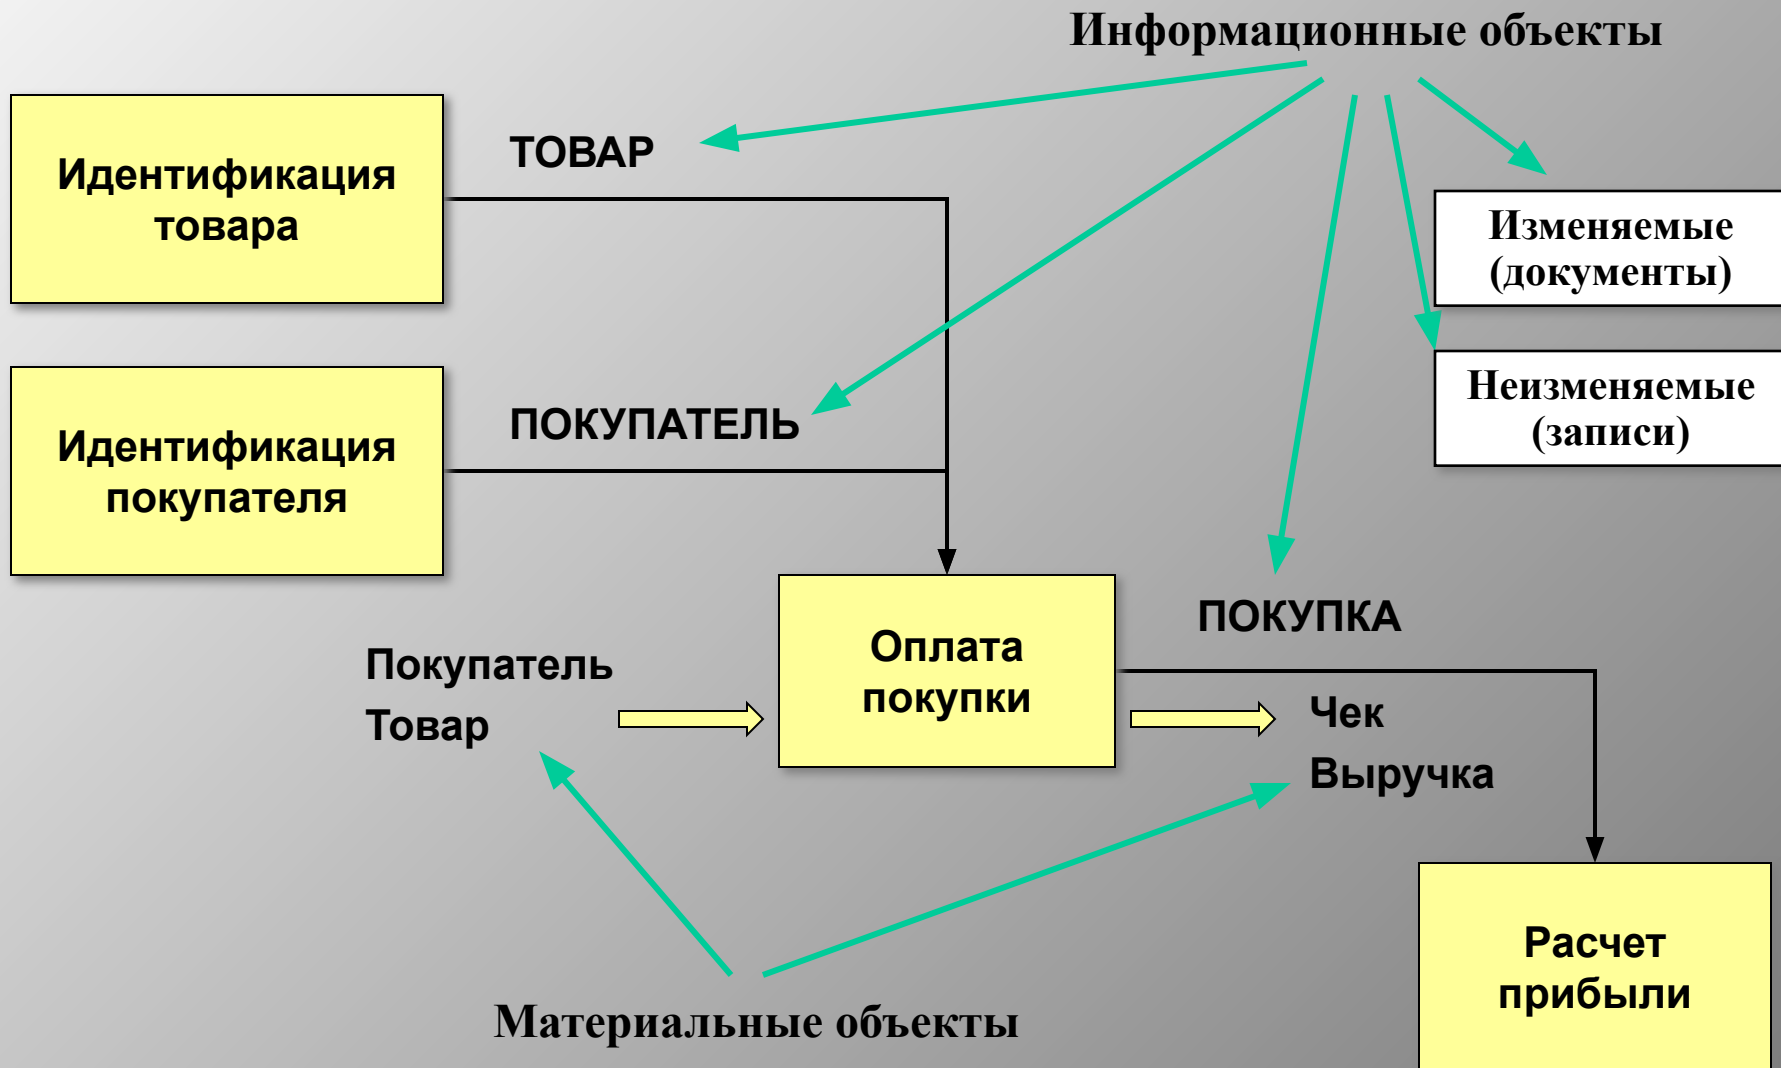 Информационные объекты
Идентификация
товара
ТОВАР
Изменяемые
(документы)
Неизменяемые
(записи)
Идентификация
покупателя
ПОКУПАТЕЛЬ
Оплата
покупки
ПОКУПКА
Покупатель
Товар
Чек
Выручка
Расчет
прибыли
Материальные объекты